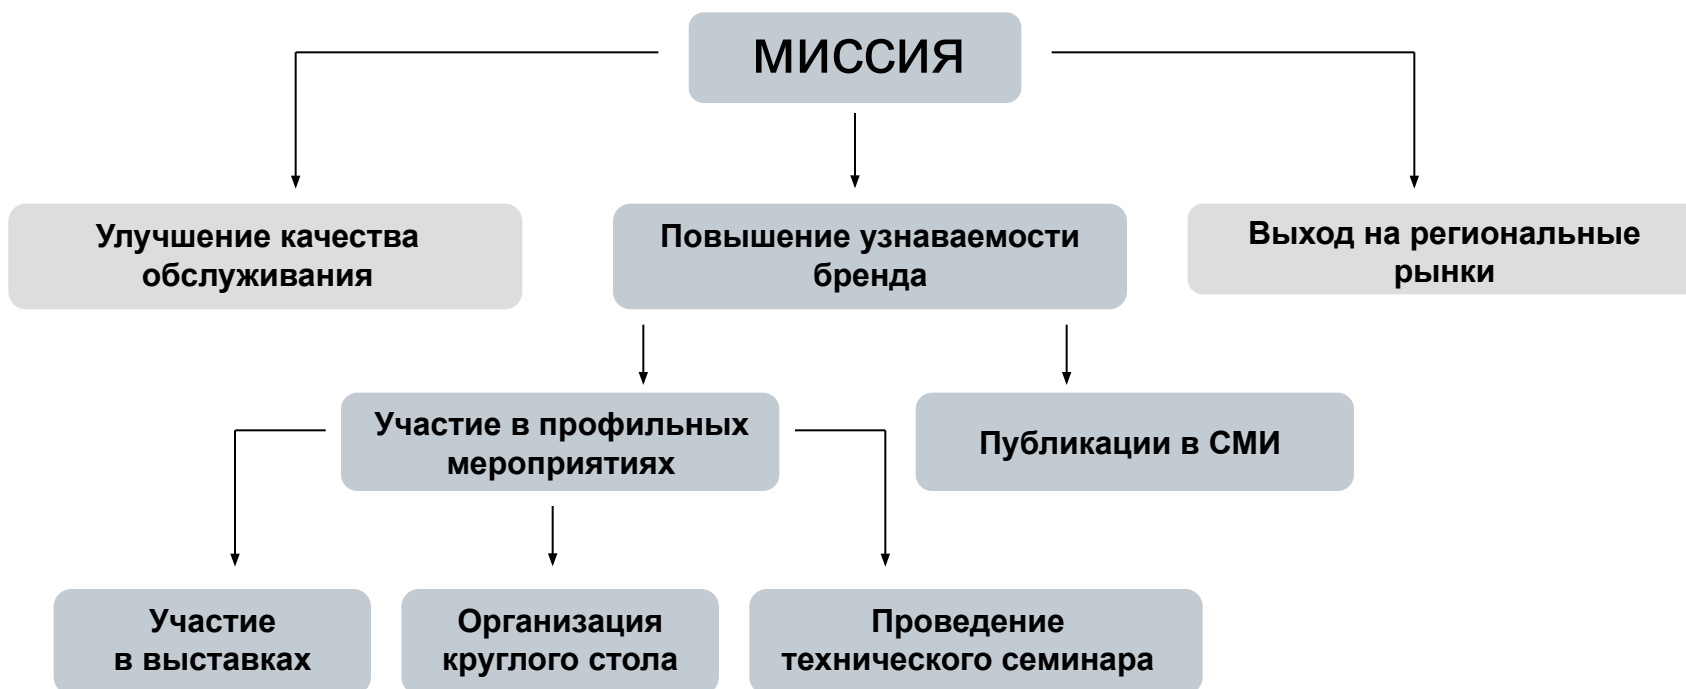 МИССИЯ
Улучшение качества
обслуживания
Повышение узнаваемости
бренда
Выход на региональные
рынки
Участие в профильных
мероприятиях
Публикации в СМИ
Участие
в выставках
Организация
круглого стола
Проведение
технического семинара